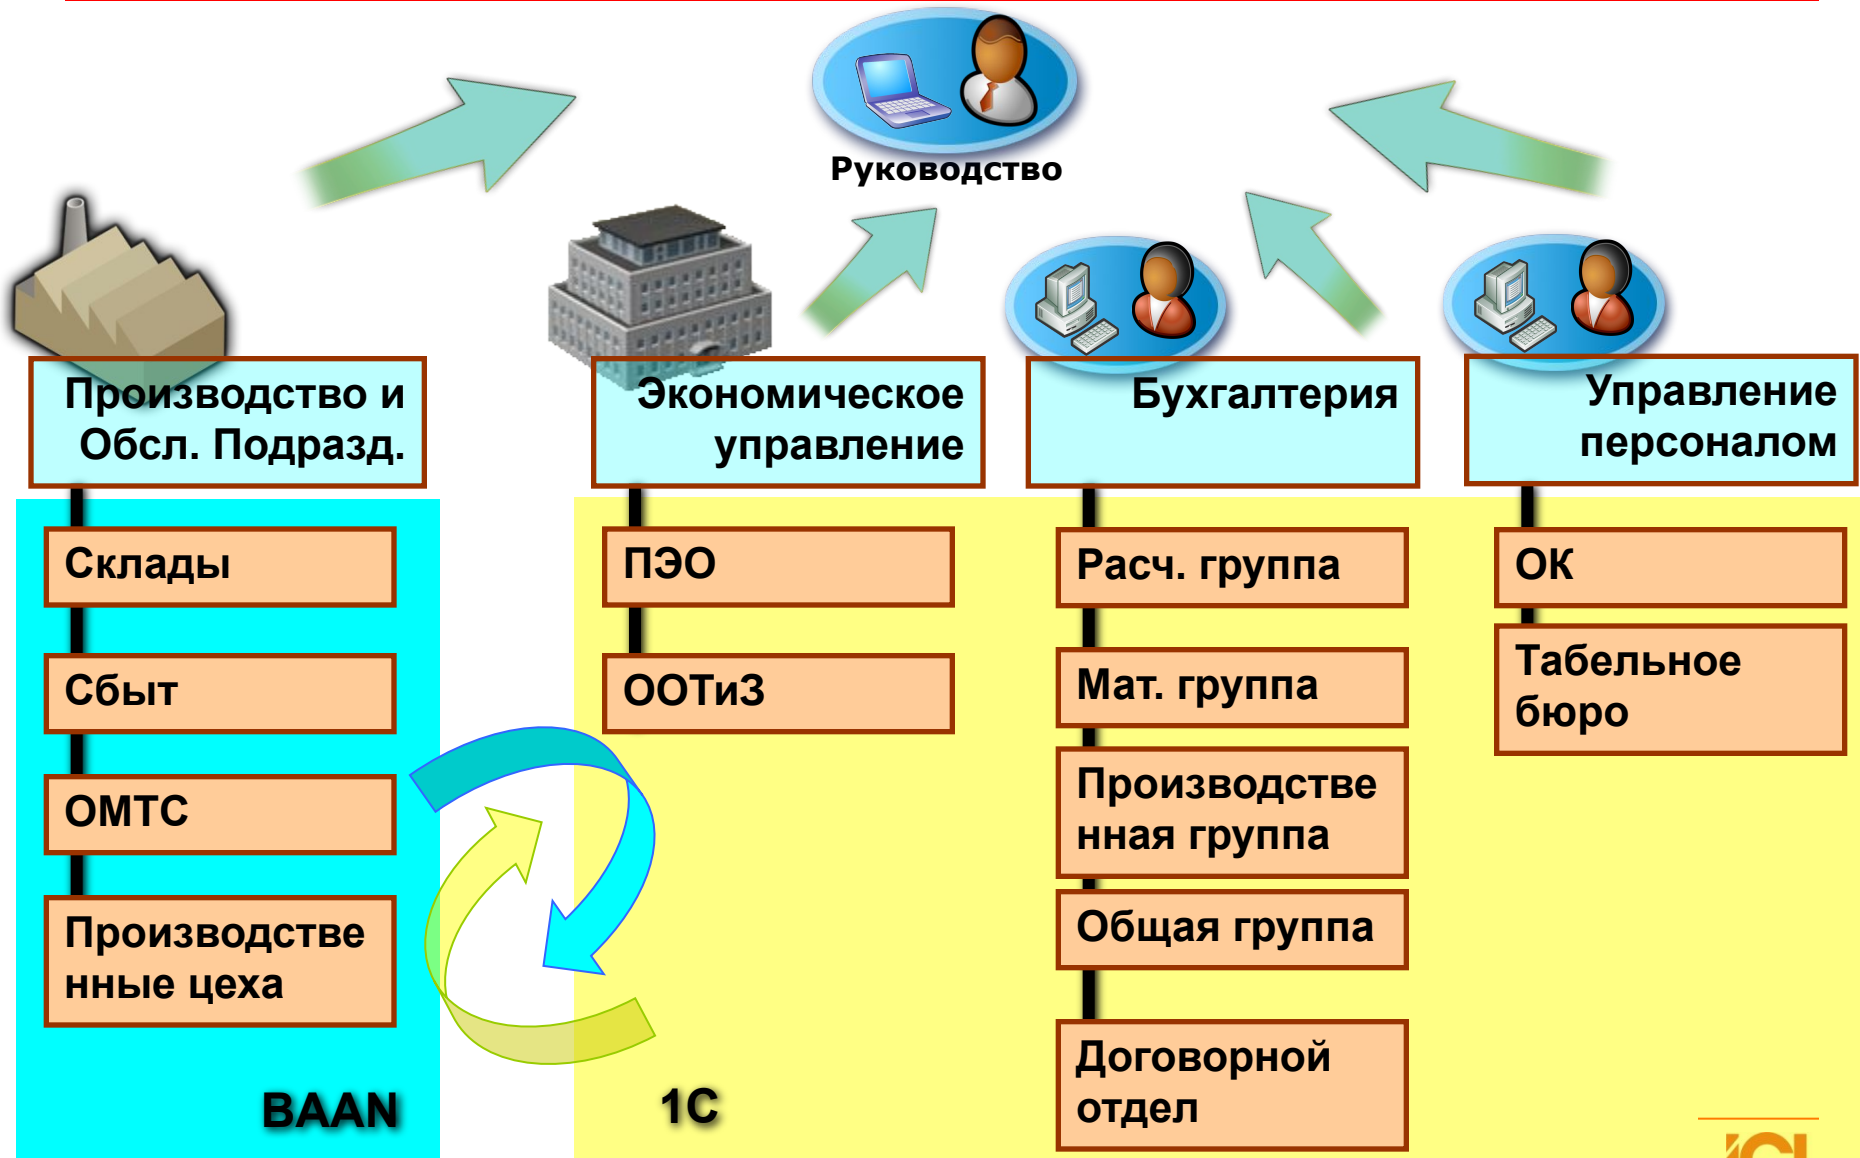 Руководство
Производство и
Обсл. Подразд.
Склады
Сбыт
ОМТС
Производстве
нные цеха
BAAN
Экономическое
управление
ПЭО
ООТиЗ
1С
Бухгалтерия
Расч. группа
Мат. группа
Производстве
нная группа
Общая группа
Договорной
отдел
Управление
персоналом
ОК
Табельное
бюро